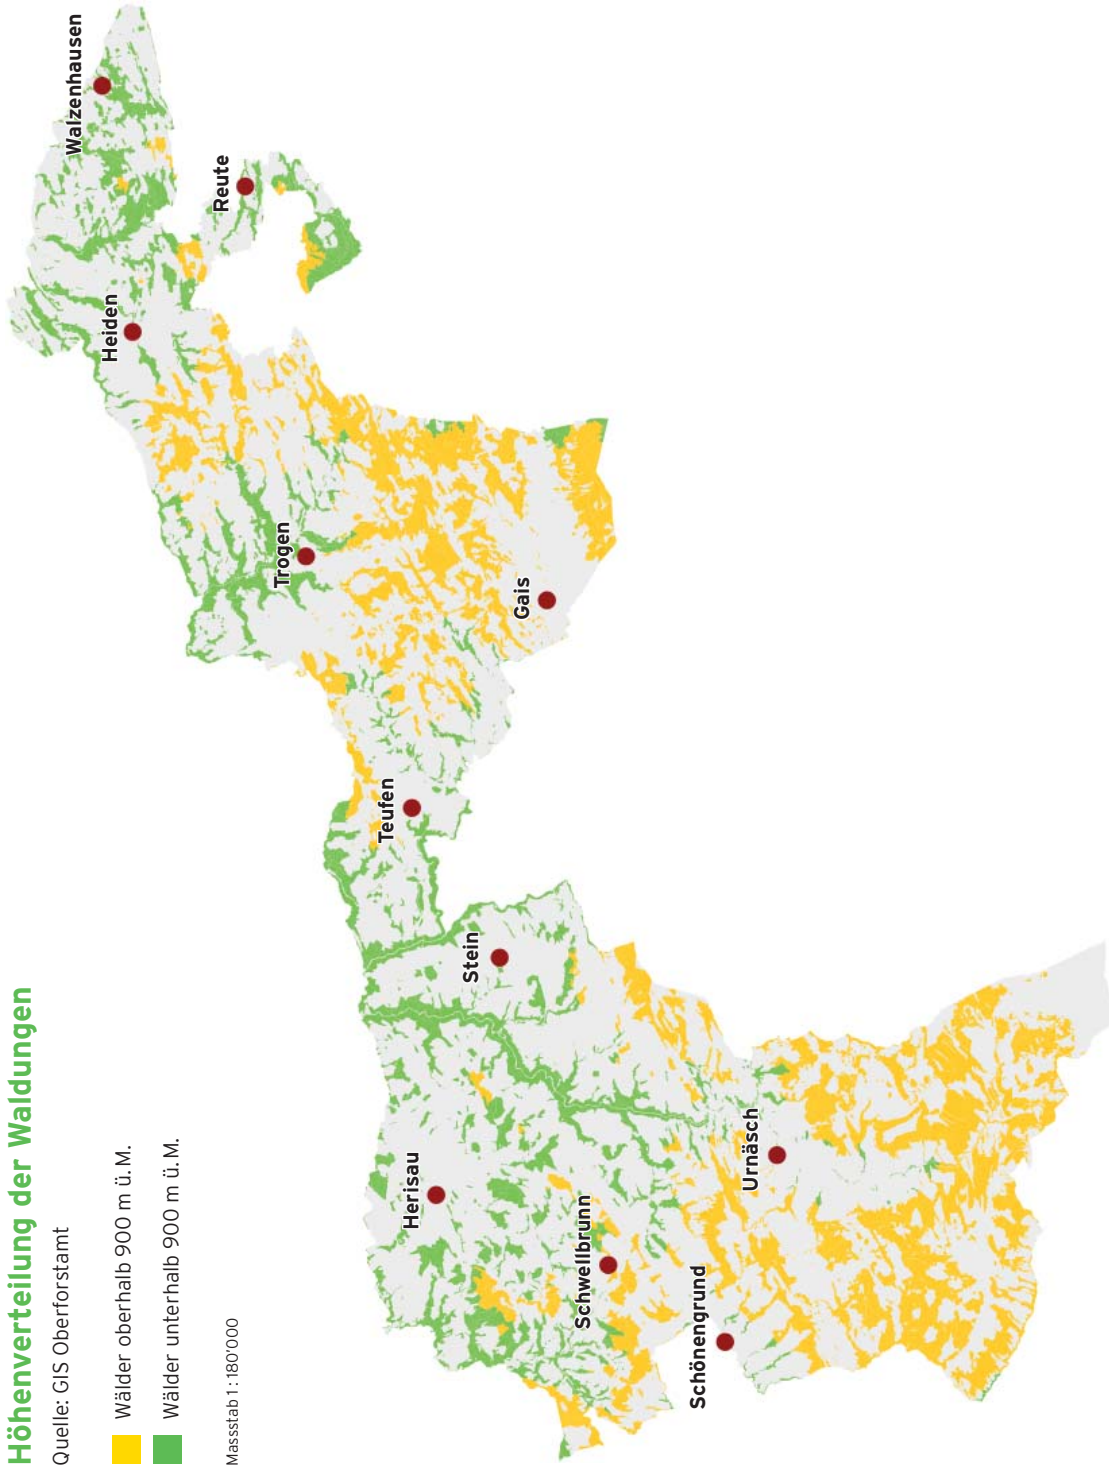 Höhenverteilung der Waldungen
Quelle: GIS Oberforstamt
Wälder oberhalb 900 m ü. M.
Wälder unterhalb 900 m ü. M.
Massstab 1 : 180'000
Walzenhausen
Reute
Heiden
Trogen
Gais
Teufen
Stein
Herisau
Schwellbrunn
Urnäsch
Schönengrund